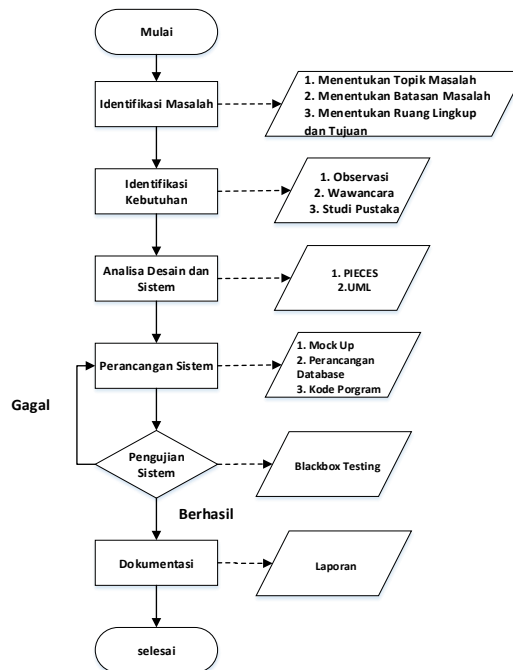 Mulai
Identifikasi Masalah
1. Menentukan Topik Masalah
2. Menentukan Batasan Masalah
3. Menentukan Ruang Lingkup
dan Tujuan
Identifikasi
Kebutuhan
1. Observasi
2. Wawancara
3. Studi Pustaka
Analisa Desain dan
Sistem
1. PIECES
2.UML
Perancangan Sistem
1. Mock Up
2. Perancangan
Database
3. Kode Porgram
Gagal
Pengujian
Sistem
Blackbox Testing
Berhasil
Dokumentasi
Laporan
selesai